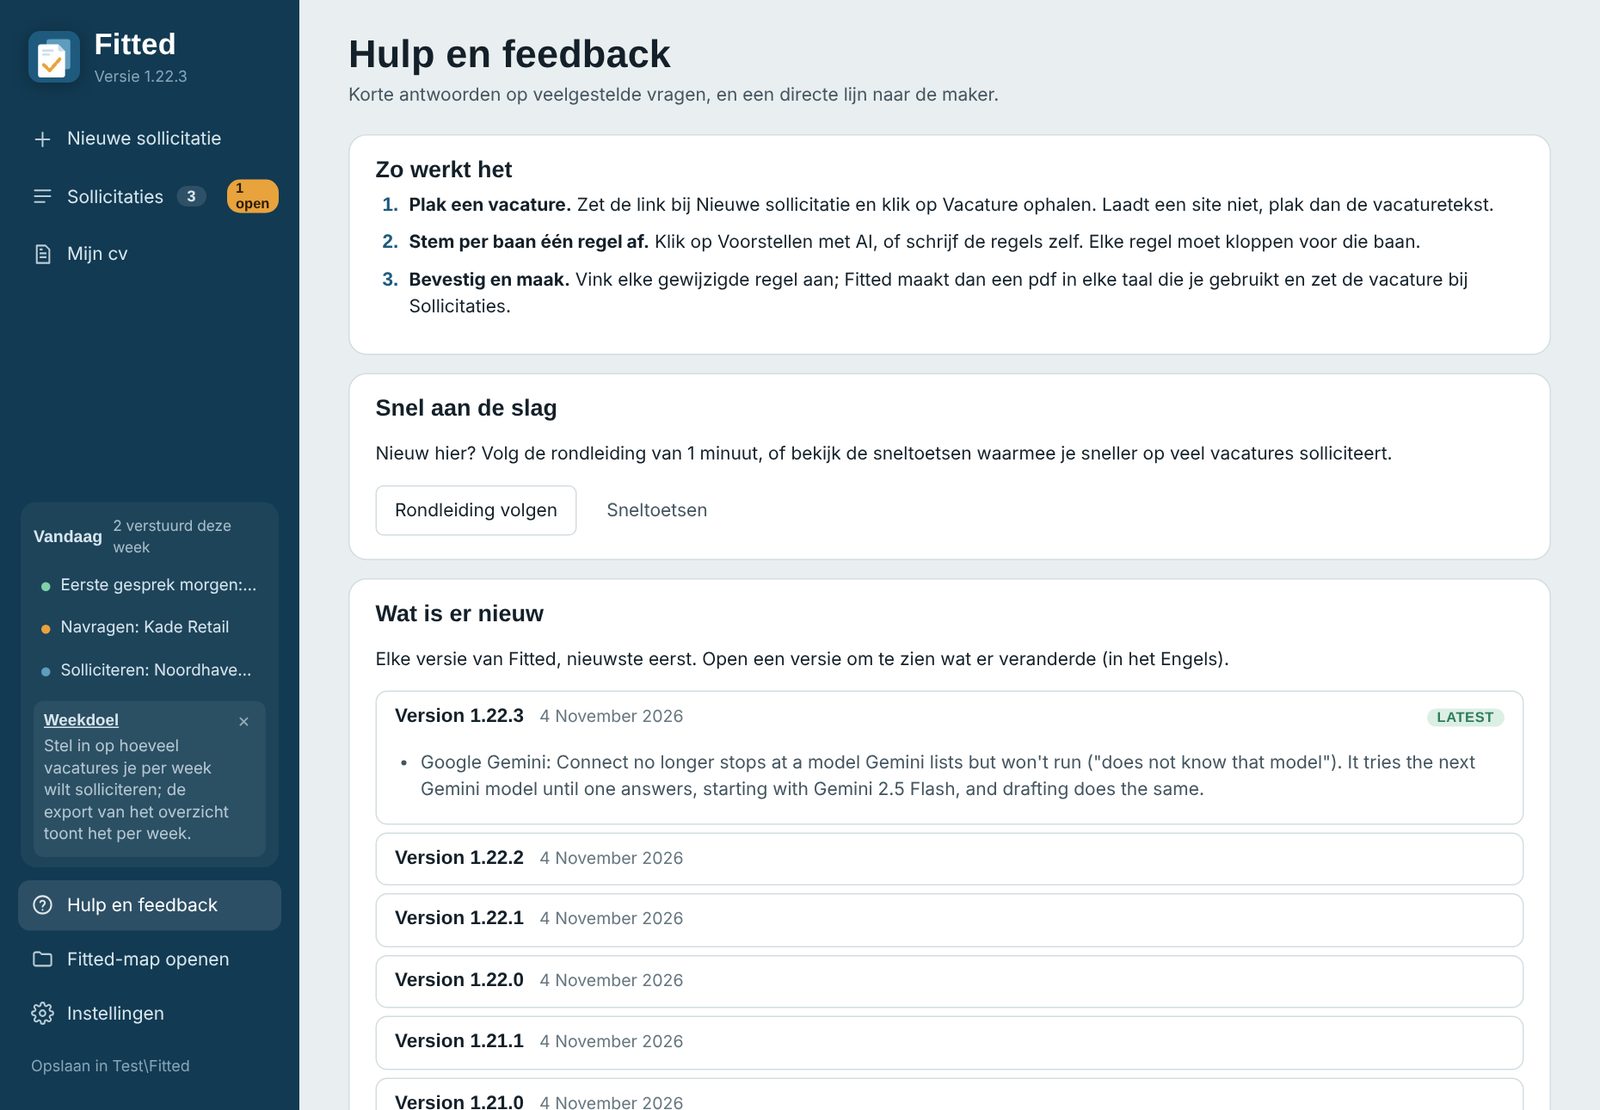 Fitted
Versie 1.22.3
Nieuwe sollicitatie
Sollicitaties 3 1 open
Mijn cv
Vandaag 2 verstuurd deze week
Eerste gesprek morgen:...
Navragen: Kade Retail
Solliciteren: Noordhave...
Weekdoel ×
Stel in op hoeveel
vacatures je per week
wilt solliciteren; de
export van het overzicht
toont het per week.
Hulp en feedback
Fitted-map openen
Instellingen
Opslaan in Test\Fitted
Hulp en feedback
Korte antwoorden op veelgestelde vragen, en een directe lijn naar de maker.
Zo werkt het
1. Plak een vacature. Zet de link bij Nieuwe sollicitatie en klik op Vacature ophalen. Laadt een site niet, plak dan de vacaturetekst.
2. Stem per baan één regel af. Klik op Voorstellen met AI, of schrijf de regels zelf. Elke regel moet kloppen voor die baan.
3. Bevestig en maak. Vink elke gewijzigde regel aan; Fitted maakt dan een pdf in elke taal die je gebruikt en zet de vacature bij
Sollicitaties.
Snel aan de slag
Nieuw hier? Volg de rondleiding van 1 minuut, of bekijk de sneltoetsen waarmee je sneller op veel vacatures solliciteert.
Rondleiding volgen Sneltoetsen
Wat is er nieuw
Elke versie van Fitted, nieuwste eerst. Open een versie om te zien wat er veranderde (in het Engels).
Version 1.22.3 4 November 2026 LATEST
• Google Gemini: Connect no longer stops at a model Gemini lists but won't run ("does not know that model"). It tries the next
Gemini model until one answers, starting with Gemini 2.5 Flash, and drafting does the same.
Version 1.22.2 4 November 2026
Version 1.22.1 4 November 2026
Version 1.22.0 4 November 2026
Version 1.21.1 4 November 2026
Version 1.21.0 4 November 2026